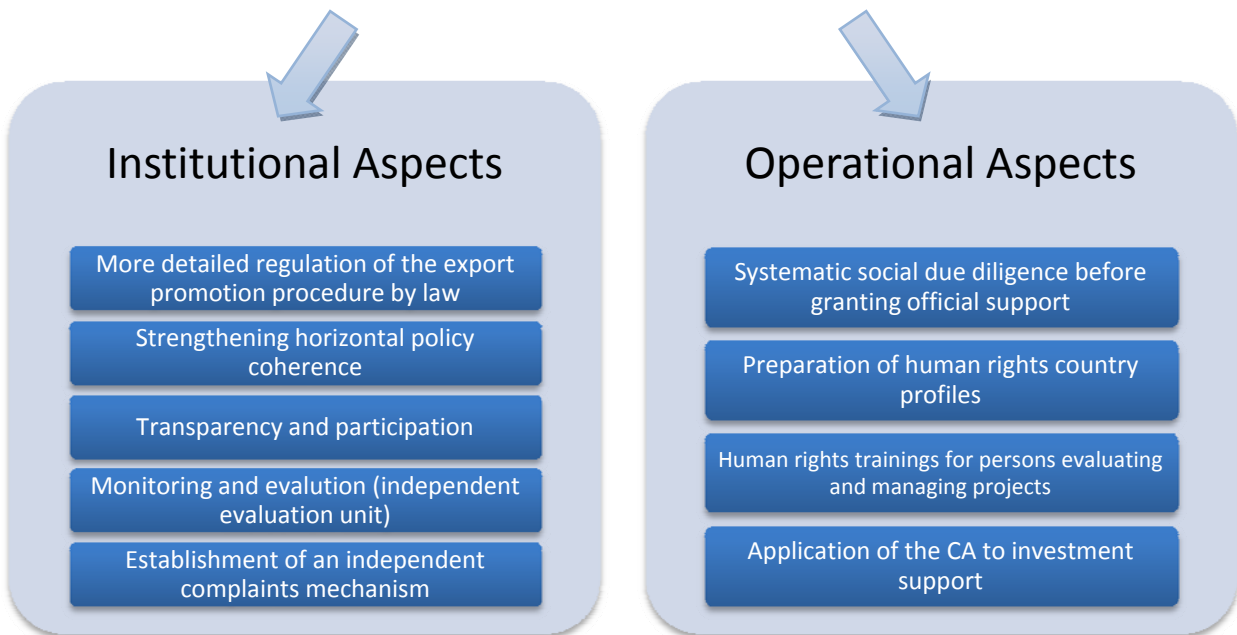 Institutional Aspects
More detailed regulation of the export
promotion procedure by law
Strengthening horizontal policy
coherence
Transparency and participation
Monitoring and evalution (independent
evaluation unit)
Establishment of an independent
complaints mechanism
Operational Aspects
Systematic social due diligence before
granting official support
Preparation of human rights country
profiles
Human rights trainings for persons evaluating
and managing projects
Application of the CA to investment
support